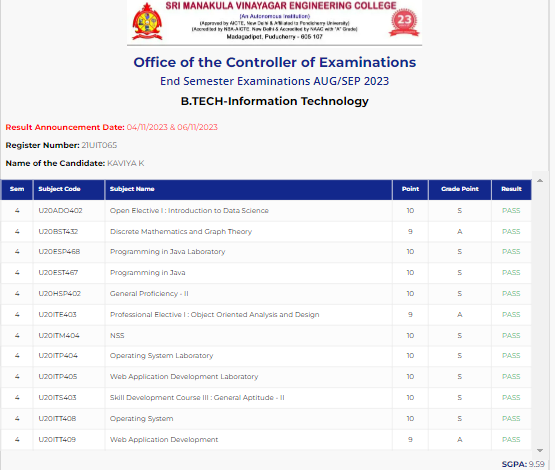 SRI MANAKULA VINAYAGAR ENGINEERING COLLEGE
(An Autonomous Institution)
(Approved by AICTE, New Delhi & Affiliated to Pondicherry University)
(Accredited by NBA-AICTE, New Delhi & Accredited by NAAC with "A" Grade)
Madagadipet, Puducherry - 605 107
23
Office of the Controller of Examinations
End Semester Examinations AUG/SEP 2023
B.TECH-Information Technology
Result Announcement Date: 04/11/2023 & 06/11/2023
Register Number: 21UIT065
Name of the Candidate: KAVIYA K
Sem Subject Code Subject Name Point Grade Point Result
4 U20ADO402 Open Elective I : Introduction to Data Science 10 S PASS
4 U20BST432 Discrete Mathematics and Graph Theory 9 A PASS
4 U20ESP468 Programming in Java Laboratory 10 S PASS
4 U20EST467 Programming in Java 10 S PASS
4 U20HSP402 General Proficiency - II 10 S PASS
4 U20ITE403 Professional Elective I : Object Oriented Analysis and Design 9 A PASS
4 U20ITM404 NSS 10 S PASS
4 U20ITP404 Operating System Laboratory 10 S PASS
4 U20ITP405 Web Application Development Laboratory 10 S PASS
4 U20ITS403 Skill Development Course III : General Aptitude - II 10 S PASS
4 U20ITT408 Operating System 10 S PASS
4 U20ITT409 Web Application Development 9 A PASS
SGPA: 9.59